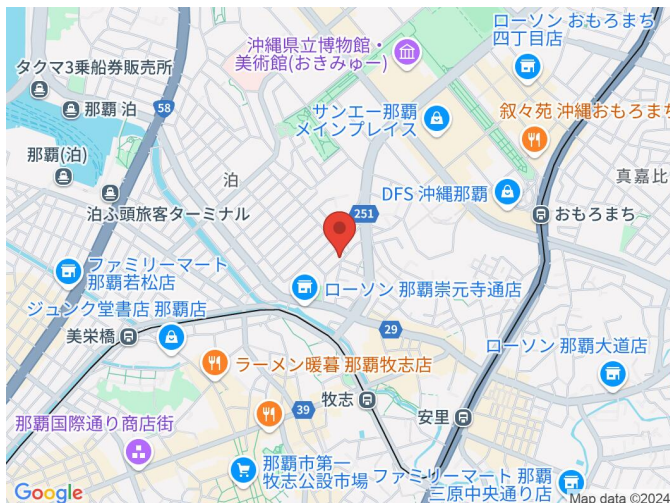 沖縄県立博物館・
美術館(おきみゅー)
ローソン おもろまち
四丁目店
タクマ3乗船券販売所
那覇 泊
58
サンエー那覇
メインプレイス
叙々苑 沖縄おもろまち
那覇(泊)
泊
真嘉比
DFS 沖縄那覇
泊ふ頭旅客ターミナル
251
おもろまち
ファミリーマート
那覇若松店
ローソン 那覇崇元寺通店
ジュンク堂書店 那覇店
美栄橋
29
ローソン 那覇大道店
ラーメン暖暮 那覇牧志店
牧志
39
安里
那覇国際通り商店街
那覇市第一
牧志公設市場
ファミリーマート 那覇
三原中央通り店
Google
Map data ©2024